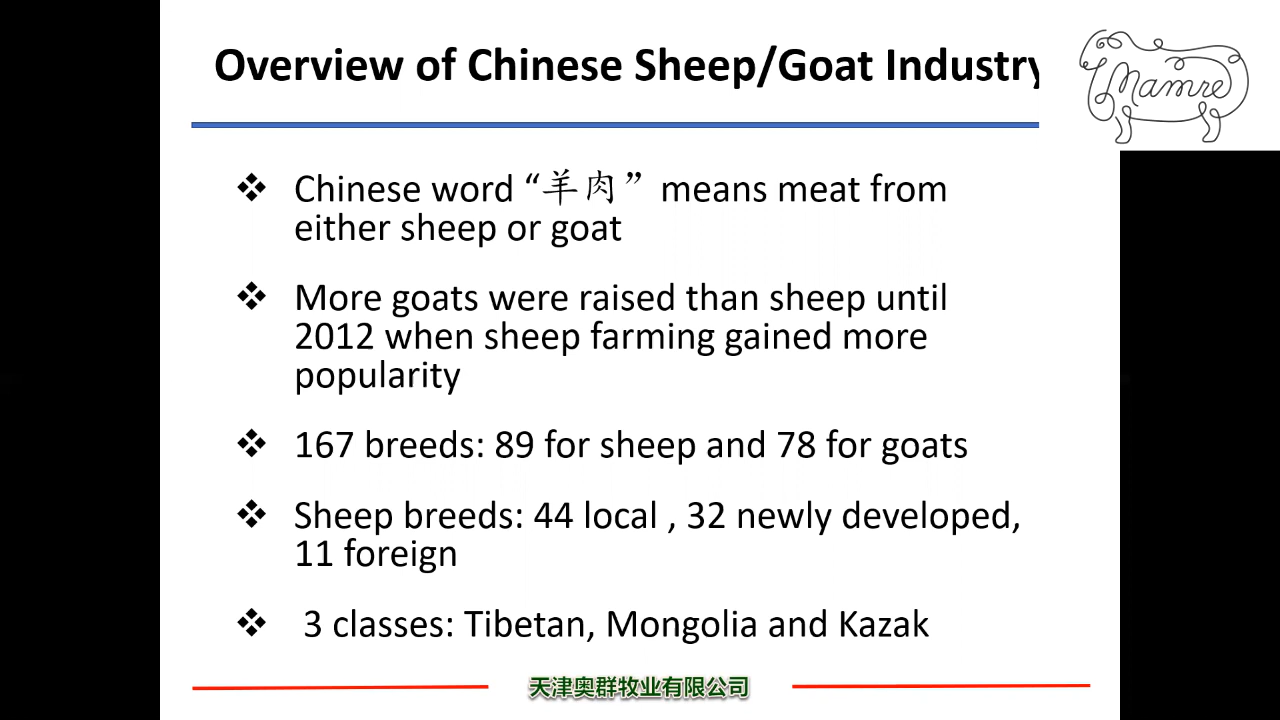 Overview of Chinese Sheep/Goat Industry
Mamre
❖ Chinese word “羊肉” means meat from
either sheep or goat
❖ More goats were raised than sheep until
2012 when sheep farming gained more
popularity
❖ 167 breeds: 89 for sheep and 78 for goats
❖ Sheep breeds: 44 local , 32 newly developed,
11 foreign
❖ 3 classes: Tibetan, Mongolia and Kazak
天津奥群牧业有限公司